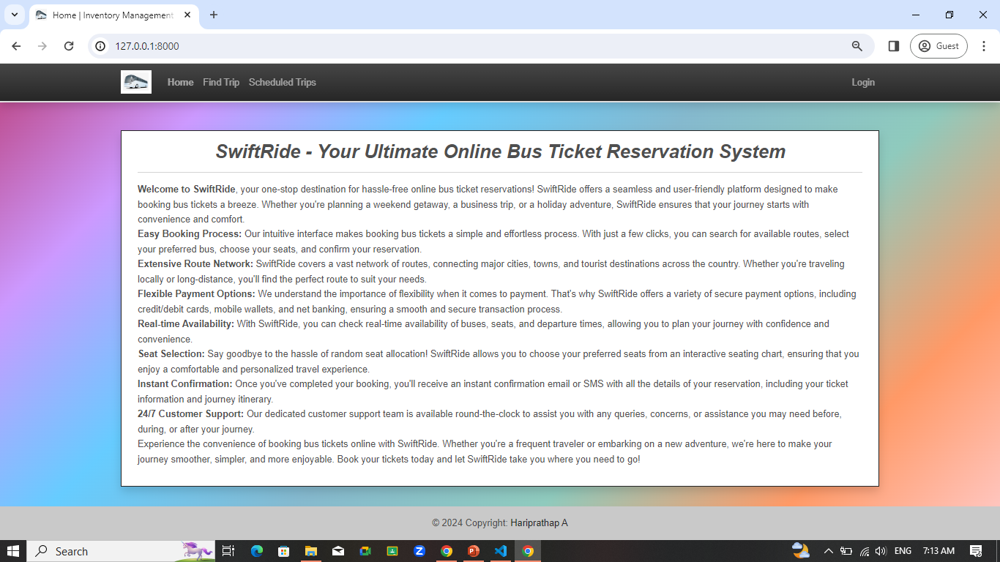 Home | Inventory Management
127.0.0.1:8000
Guest
Home Find Trip Scheduled Trips Login
SwiftRide - Your Ultimate Online Bus Ticket Reservation System
Welcome to SwiftRide, your one-stop destination for hassle-free online bus ticket reservations! SwiftRide offers a seamless and user-friendly platform designed to make
booking bus tickets a breeze. Whether you're planning a weekend getaway, a business trip, or a holiday adventure, SwiftRide ensures that your journey starts with
convenience and comfort.
Easy Booking Process: Our intuitive interface makes booking bus tickets a simple and effortless process. With just a few clicks, you can search for available routes, select
your preferred bus, choose your seats, and confirm your reservation.
Extensive Route Network: SwiftRide covers a vast network of routes, connecting major cities, towns, and tourist destinations across the country. Whether you're traveling
locally or long-distance, you'll find the perfect route to suit your needs.
Flexible Payment Options: We understand the importance of flexibility when it comes to payment. That's why SwiftRide offers a variety of secure payment options, including
credit/debit cards, mobile wallets, and net banking, ensuring a smooth and secure transaction process.
Real-time Availability: With SwiftRide, you can check real-time availability of buses, seats, and departure times, allowing you to plan your journey with confidence and
convenience.
Seat Selection: Say goodbye to the hassle of random seat allocation! SwiftRide allows you to choose your preferred seats from an interactive seating chart, ensuring that you
enjoy a comfortable and personalized travel experience.
Instant Confirmation: Once you've completed your booking, you'll receive an instant confirmation email or SMS with all the details of your reservation, including your ticket
information and journey itinerary.
24/7 Customer Support: Our dedicated customer support team is available round-the-clock to assist you with any queries, concerns, or assistance you may need before,
during, or after your journey.
Experience the convenience of booking bus tickets online with SwiftRide. Whether you're a frequent traveler or embarking on a new adventure, we're here to make your
journey smoother, simpler, and more enjoyable. Book your tickets today and let SwiftRide take you where you need to go!
© 2024 Copyright: Hariprathap A
Search
ENG 7:13 AM